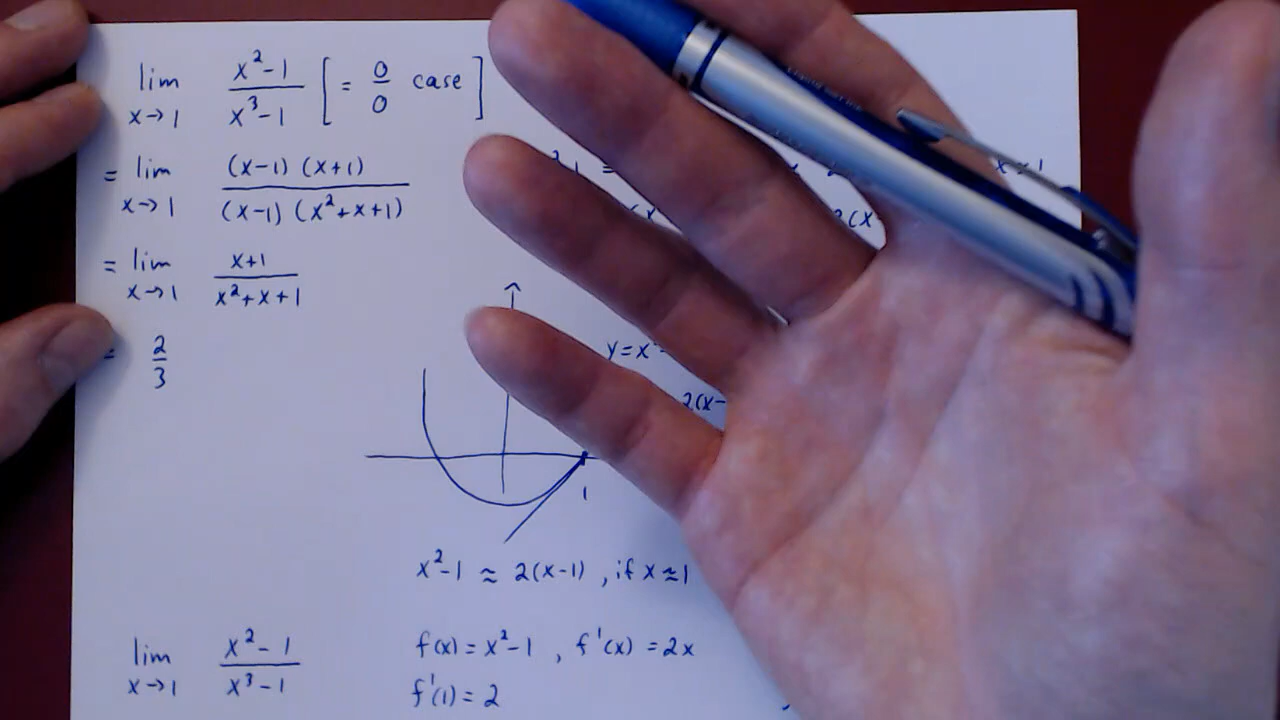 lim x→1 x²-1 / x³-1 [ = 0/0 case ]
= lim x→1 (x-1) (x+1) / (x-1) (x²+x+1)
= lim x→1 x+1 / x²+x+1
= 2/3
y=x²-
2(x-
1
x²-1 ≈ 2(x-1) , if x≈1
lim x→1 x²-1 / x³-1
f(x) = x²-1 , f'(x) = 2x
f'(1) = 2